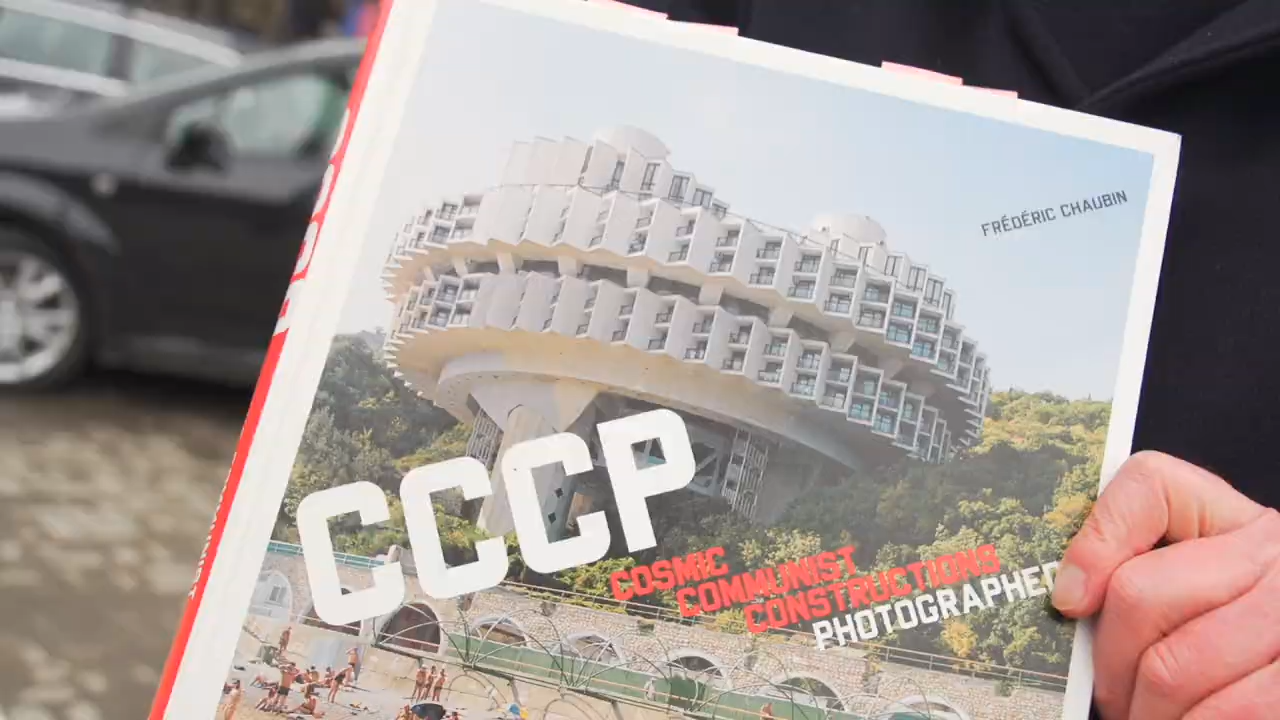 FRÉDÉRIC CHAUBIN
CCCP
COSMIC
COMMUNIST
CONSTRUCTIONS
PHOTOGRAPHED